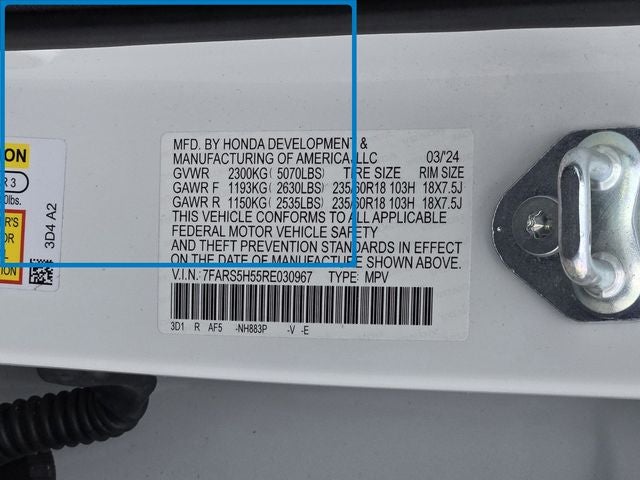 ON
R 3
0lbs.
R'S
OR
L
3D4 A2
MFD. BY HONDA DEVELOPMENT &
MANUFACTURING OF AMERICA, LLC 03/'24
GVWR 2300KG ( 5070LBS) TIRE SIZE RIM SIZE
GAWR F 1193KG ( 2630LBS) 235/60R18 103H 18X7.5J
GAWR R 1150KG ( 2535LBS) 235/60R18 103H 18X7.5J
THIS VEHICLE CONFORMS TO ALL APPLICABLE
FEDERAL MOTOR VEHICLE SAFETY
AND THEFT PREVENTION STANDARDS IN EFFECT
ON THE DATE OF MANUFACTURE SHOWN ABOVE.
V.I.N. 7FARS5H55RE030967 TYPE: MPV
3D1 R AF5 -NH883P -V -E